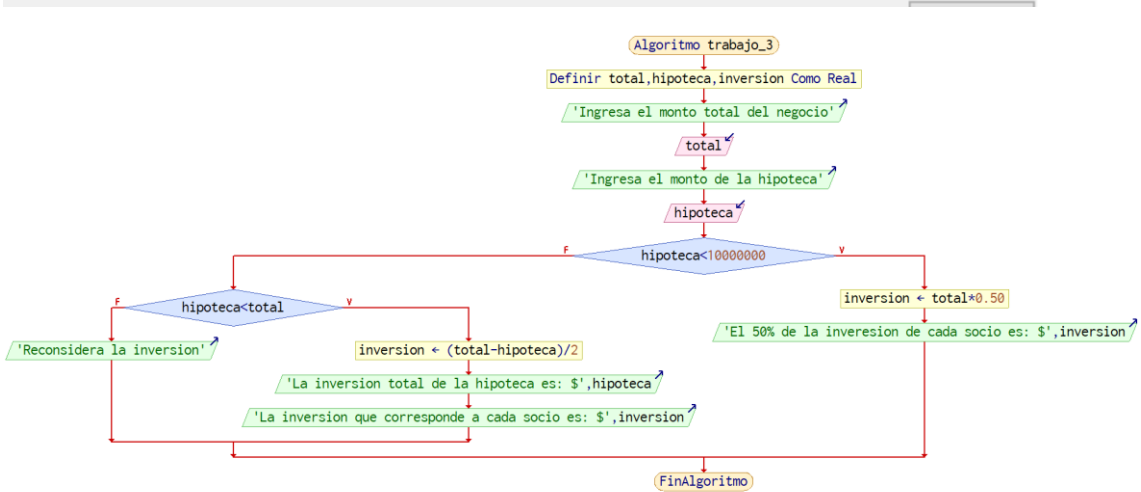 Algoritmo trabajo_3
Definir total,hipoteca,inversion Como Real
'Ingresa el monto total del negocio'
total
'Ingresa el monto de la hipoteca'
hipoteca
hipoteca<10000000
F
V
hipoteca<total
F
V
'Reconsidera la inversion'
inversion ← (total-hipoteca)/2
'La inversion total de la hipoteca es: $',hipoteca
'La inversion que corresponde a cada socio es: $',inversion
inversion ← total*0.50
'El 50% de la inveresion de cada socio es: $',inversion
FinAlgoritmo